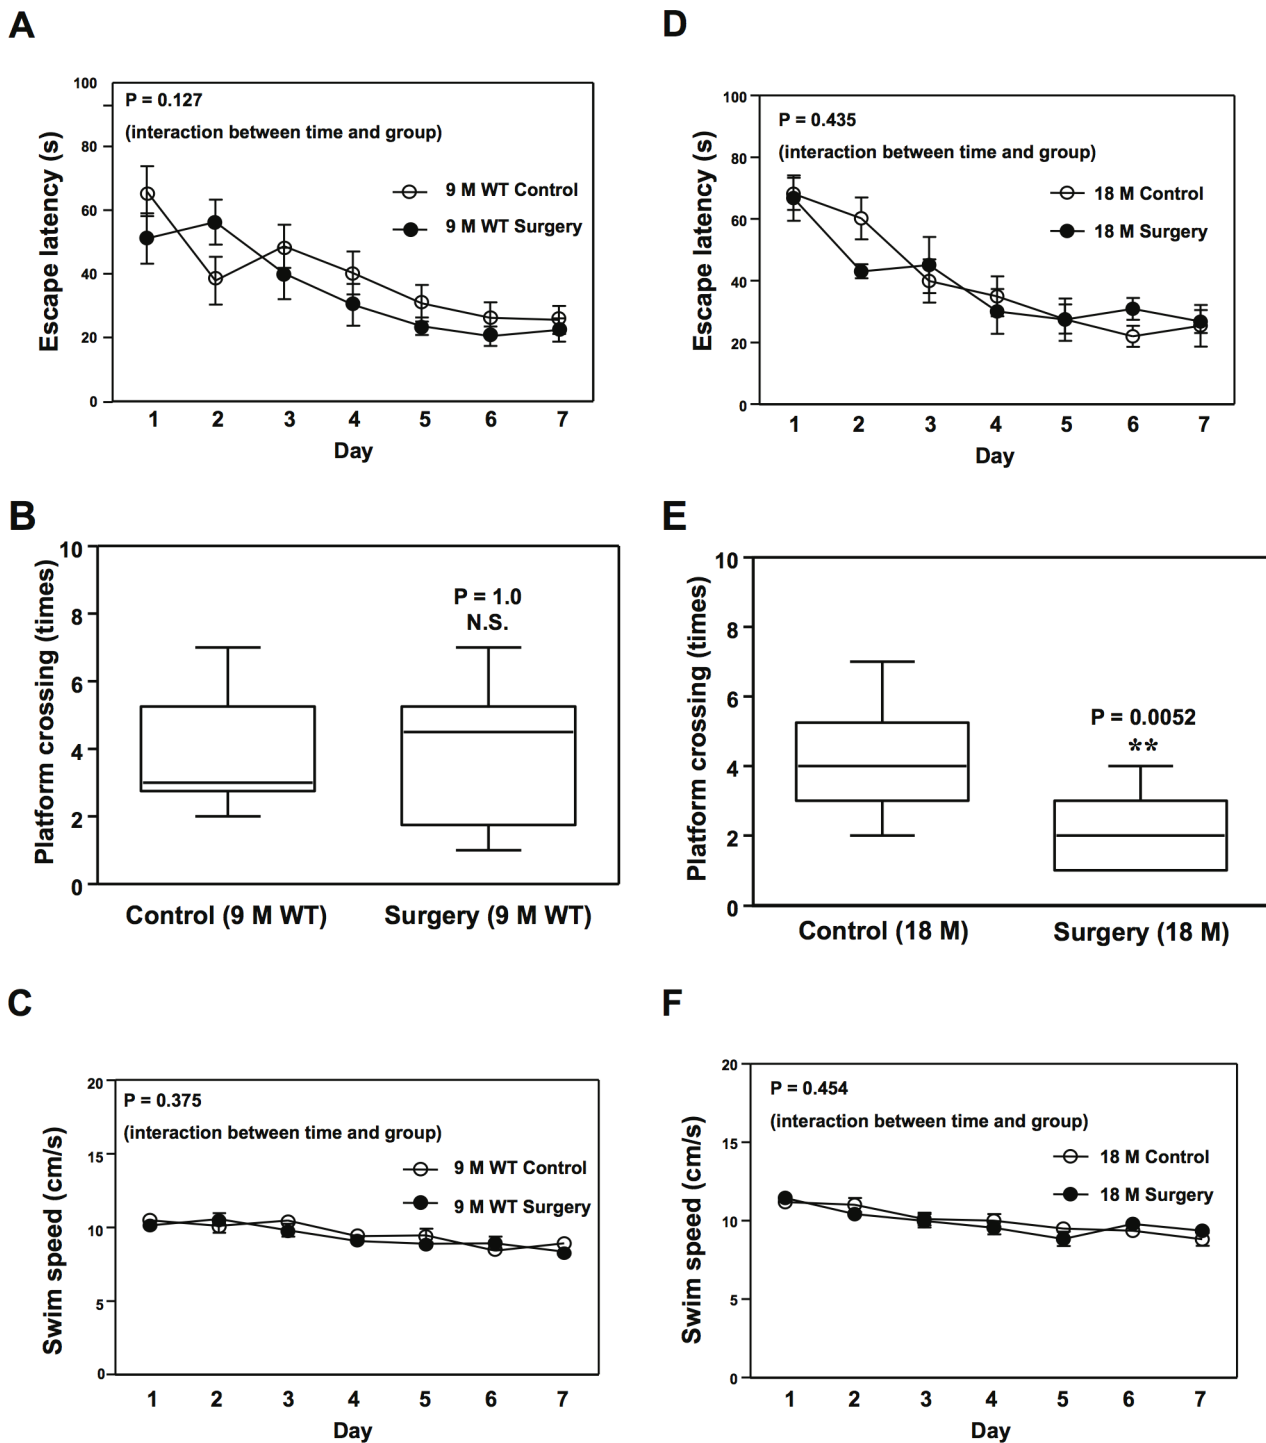 A
100
80
60
40
20
0
Escape latency (s)
P = 0.127
(interaction between time and group)
9 M WT Control
9 M WT Surgery
1 2 3 4 5 6 7
Day
D
100
80
60
40
20
0
Escape latency (s)
P = 0.435
(interaction between time and group)
18 M Control
18 M Surgery
1 2 3 4 5 6 7
Day
B
10
8
6
4
2
0
Platform crossing (times)
P = 1.0
N.S.
Control (9 M WT) Surgery (9 M WT)
E
10
8
6
4
2
0
Platform crossing (times)
P = 0.0052
**
Control (18 M) Surgery (18 M)
C
20
15
10
5
0
Swim speed (cm/s)
P = 0.375
(interaction between time and group)
9 M WT Control
9 M WT Surgery
1 2 3 4 5 6 7
Day
F
20
15
10
5
0
Swim speed (cm/s)
P = 0.454
(interaction between time and group)
18 M Control
18 M Surgery
1 2 3 4 5 6 7
Day